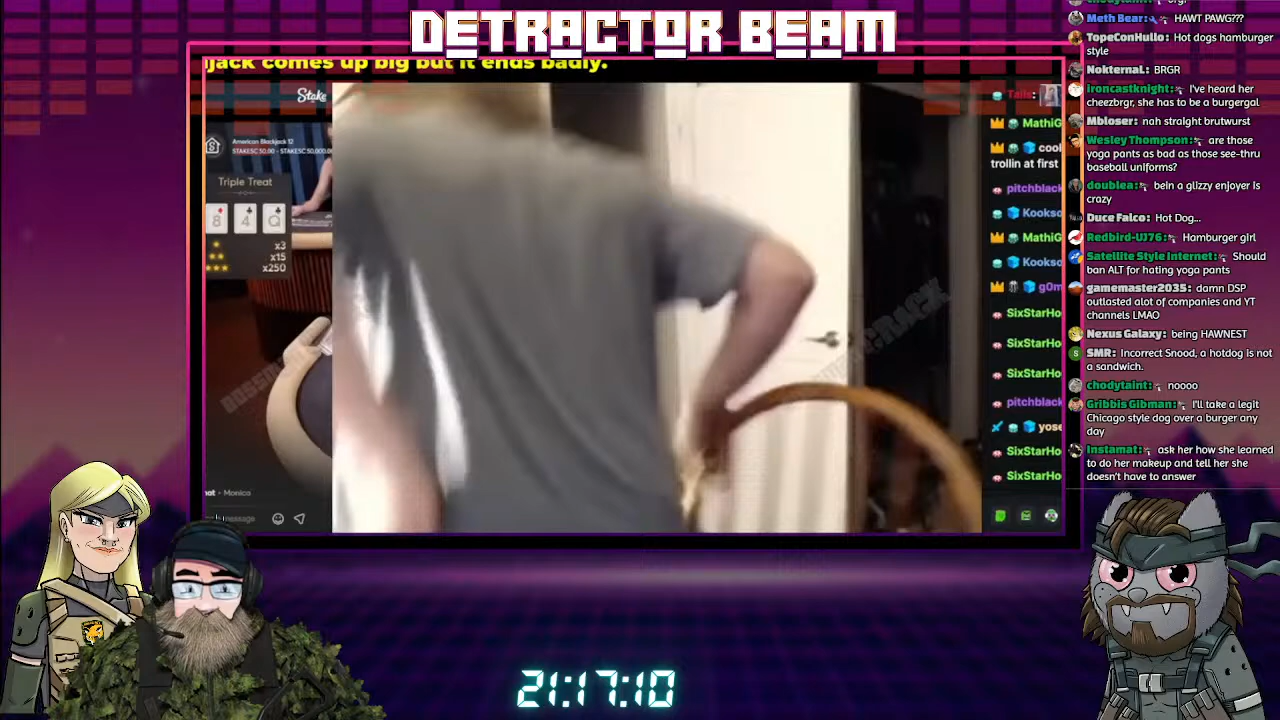 DETRACTOR BEAM
jack comes up big but it ends badly.
Stake
American Blackjack 12
Triple Treat
8 4 Q
x3
x15
x250
Monica
message
Tails:
MathiG
cool
trollin at first
pitchblack
Kookso
MathiG
Kookso
g0m
SixStarHo
SixStarHo
SixStarHo
pitchblack
yose
SixStarHo
SixStarHo
Meth Bear: HAWT PAWG???
TopeConHullo: Hot dogs hamburger
style
Nokternal.: BRGR
ironcastknight: I've heard her
cheezbrgr, she has to be a burgergal
Mbloser: nah straight brutwurst
Wesley Thompson: are those
yoga pants as bad as those see-thru
baseball uniforms?
doublea: bein a glizzy enjoyer is
crazy
Duce Falco: Hot Dog...
Redbird-UJ76: Hamburger girl
Satellite Style Internet: Should
ban ALT for hating yoga pants
gamemaster2035: damn DSP
outlasted alot of companies and YT
channels LMAO
Nexus Galaxy: being HAWNEST
SMR: Incorrect Snood, a hotdog is not
a sandwich.
chodytaint: noooo
Gribbis Gibman: I'll take a legit
Chicago style dog over a burger any
day
Instamat: ask her how she learned
to do her makeup and tell her she
doesn't have to answer
21:17:10